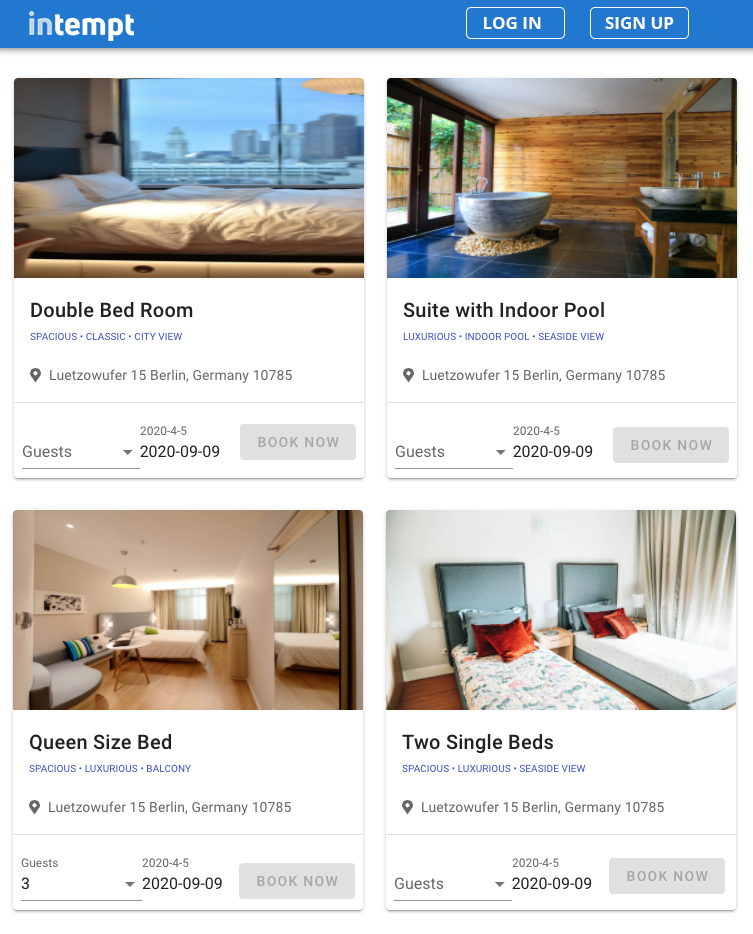 intempt
LOG IN
SIGN UP
Double Bed Room
SPACIOUS • CLASSIC • CITY VIEW
Luetzowufer 15 Berlin, Germany 10785
Guests
2020-4-5
2020-09-09
BOOK NOW
Suite with Indoor Pool
LUXURIOUS • INDOOR POOL • SEASIDE VIEW
Luetzowufer 15 Berlin, Germany 10785
Guests
2020-4-5
2020-09-09
BOOK NOW
Queen Size Bed
SPACIOUS • LUXURIOUS • BALCONY
Luetzowufer 15 Berlin, Germany 10785
Guests
3
2020-4-5
2020-09-09
BOOK NOW
Two Single Beds
SPACIOUS • LUXURIOUS • SEASIDE VIEW
Luetzowufer 15 Berlin, Germany 10785
Guests
2020-4-5
2020-09-09
BOOK NOW